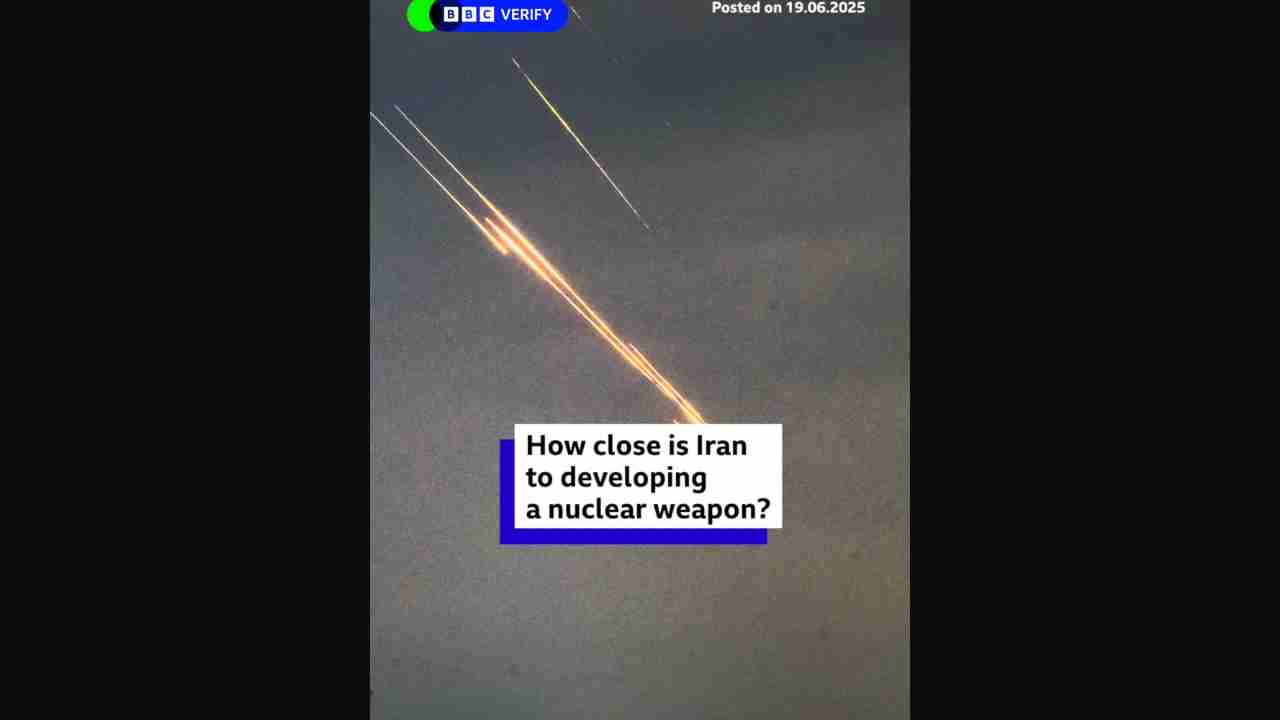 BBC VERIFY
Posted on 19.06.2025
How close is Iran
to developing
a nuclear weapon?